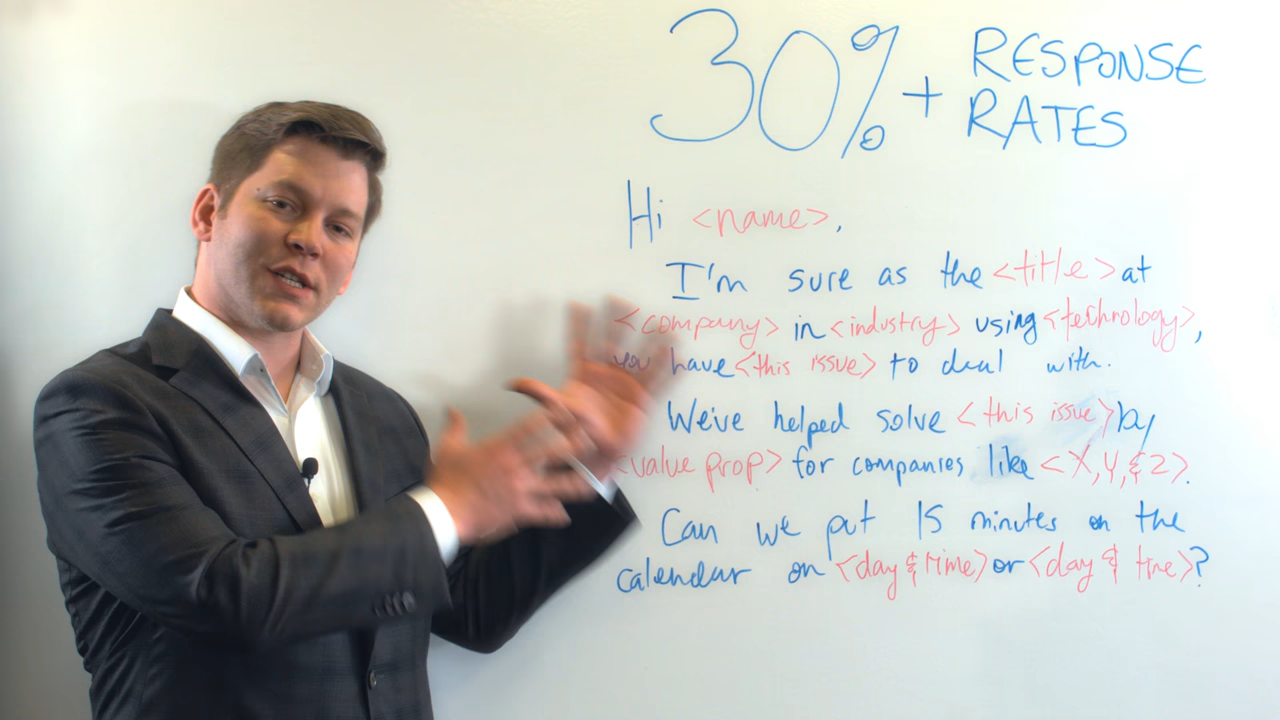 30% + RESPONSE
RATES
Hi <name>,
I'm sure as the <title> at
<company> in <industry> using <technology>,
you have <this issue> to deal with.
We've helped solve <this issue> by
<value prop> for companies like <X,Y,&Z>.
Can we put 15 minutes on the
calendar on <day & time> or <day & time>?